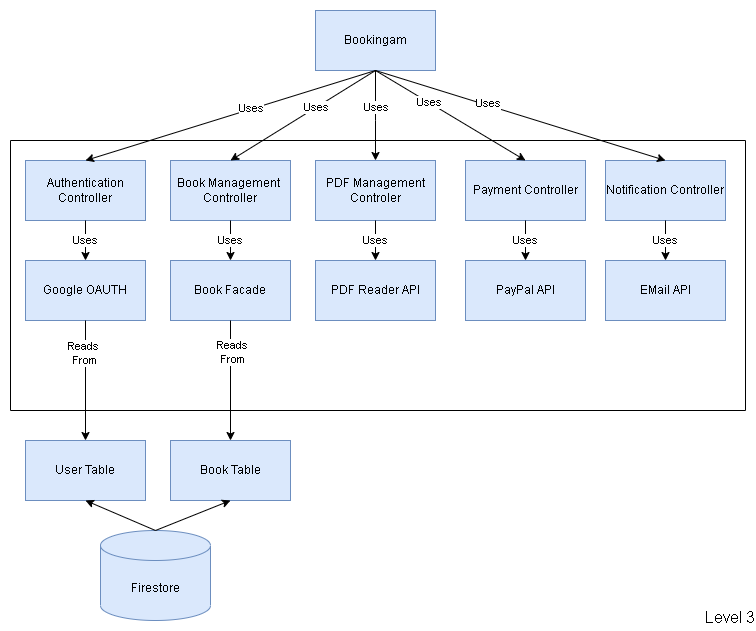 Bookingam
Uses
Uses
Uses
Uses
Uses
Authentication
Controller
Book Management
Controller
PDF Management
Controler
Payment Controller
Notification Controller
Uses
Uses
Uses
Uses
Uses
Google OAUTH
Book Facade
PDF Reader API
PayPal API
EMail API
Reads
From
Reads
From
User Table
Book Table
Firestore
Level 3